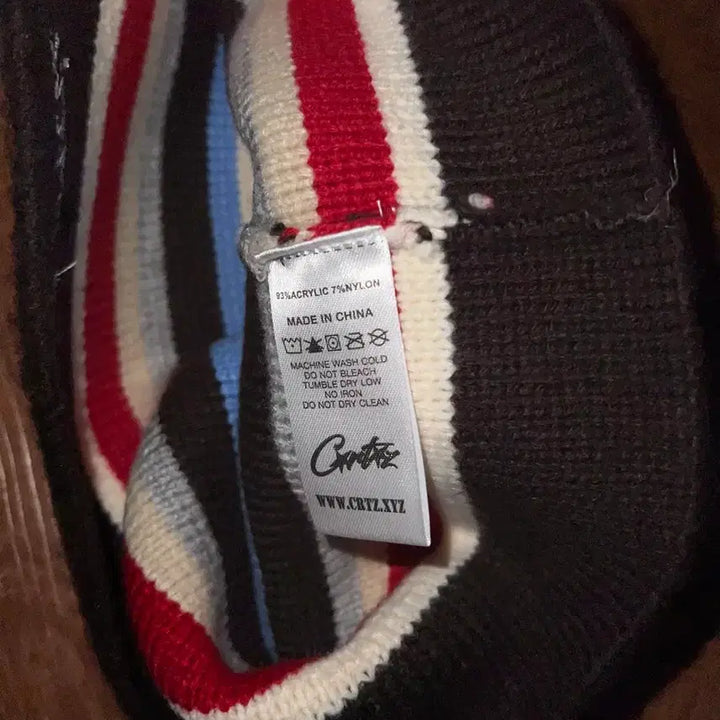 93%ACRYLIC 7%NYLON
MADE IN CHINA
MACHINE WASH COLD
DO NOT BLEACH
TUMBLE DRY LOW
NO IRON
DO NOT DRY CLEAN
Crtz
WWW.CRTZ.XYZ